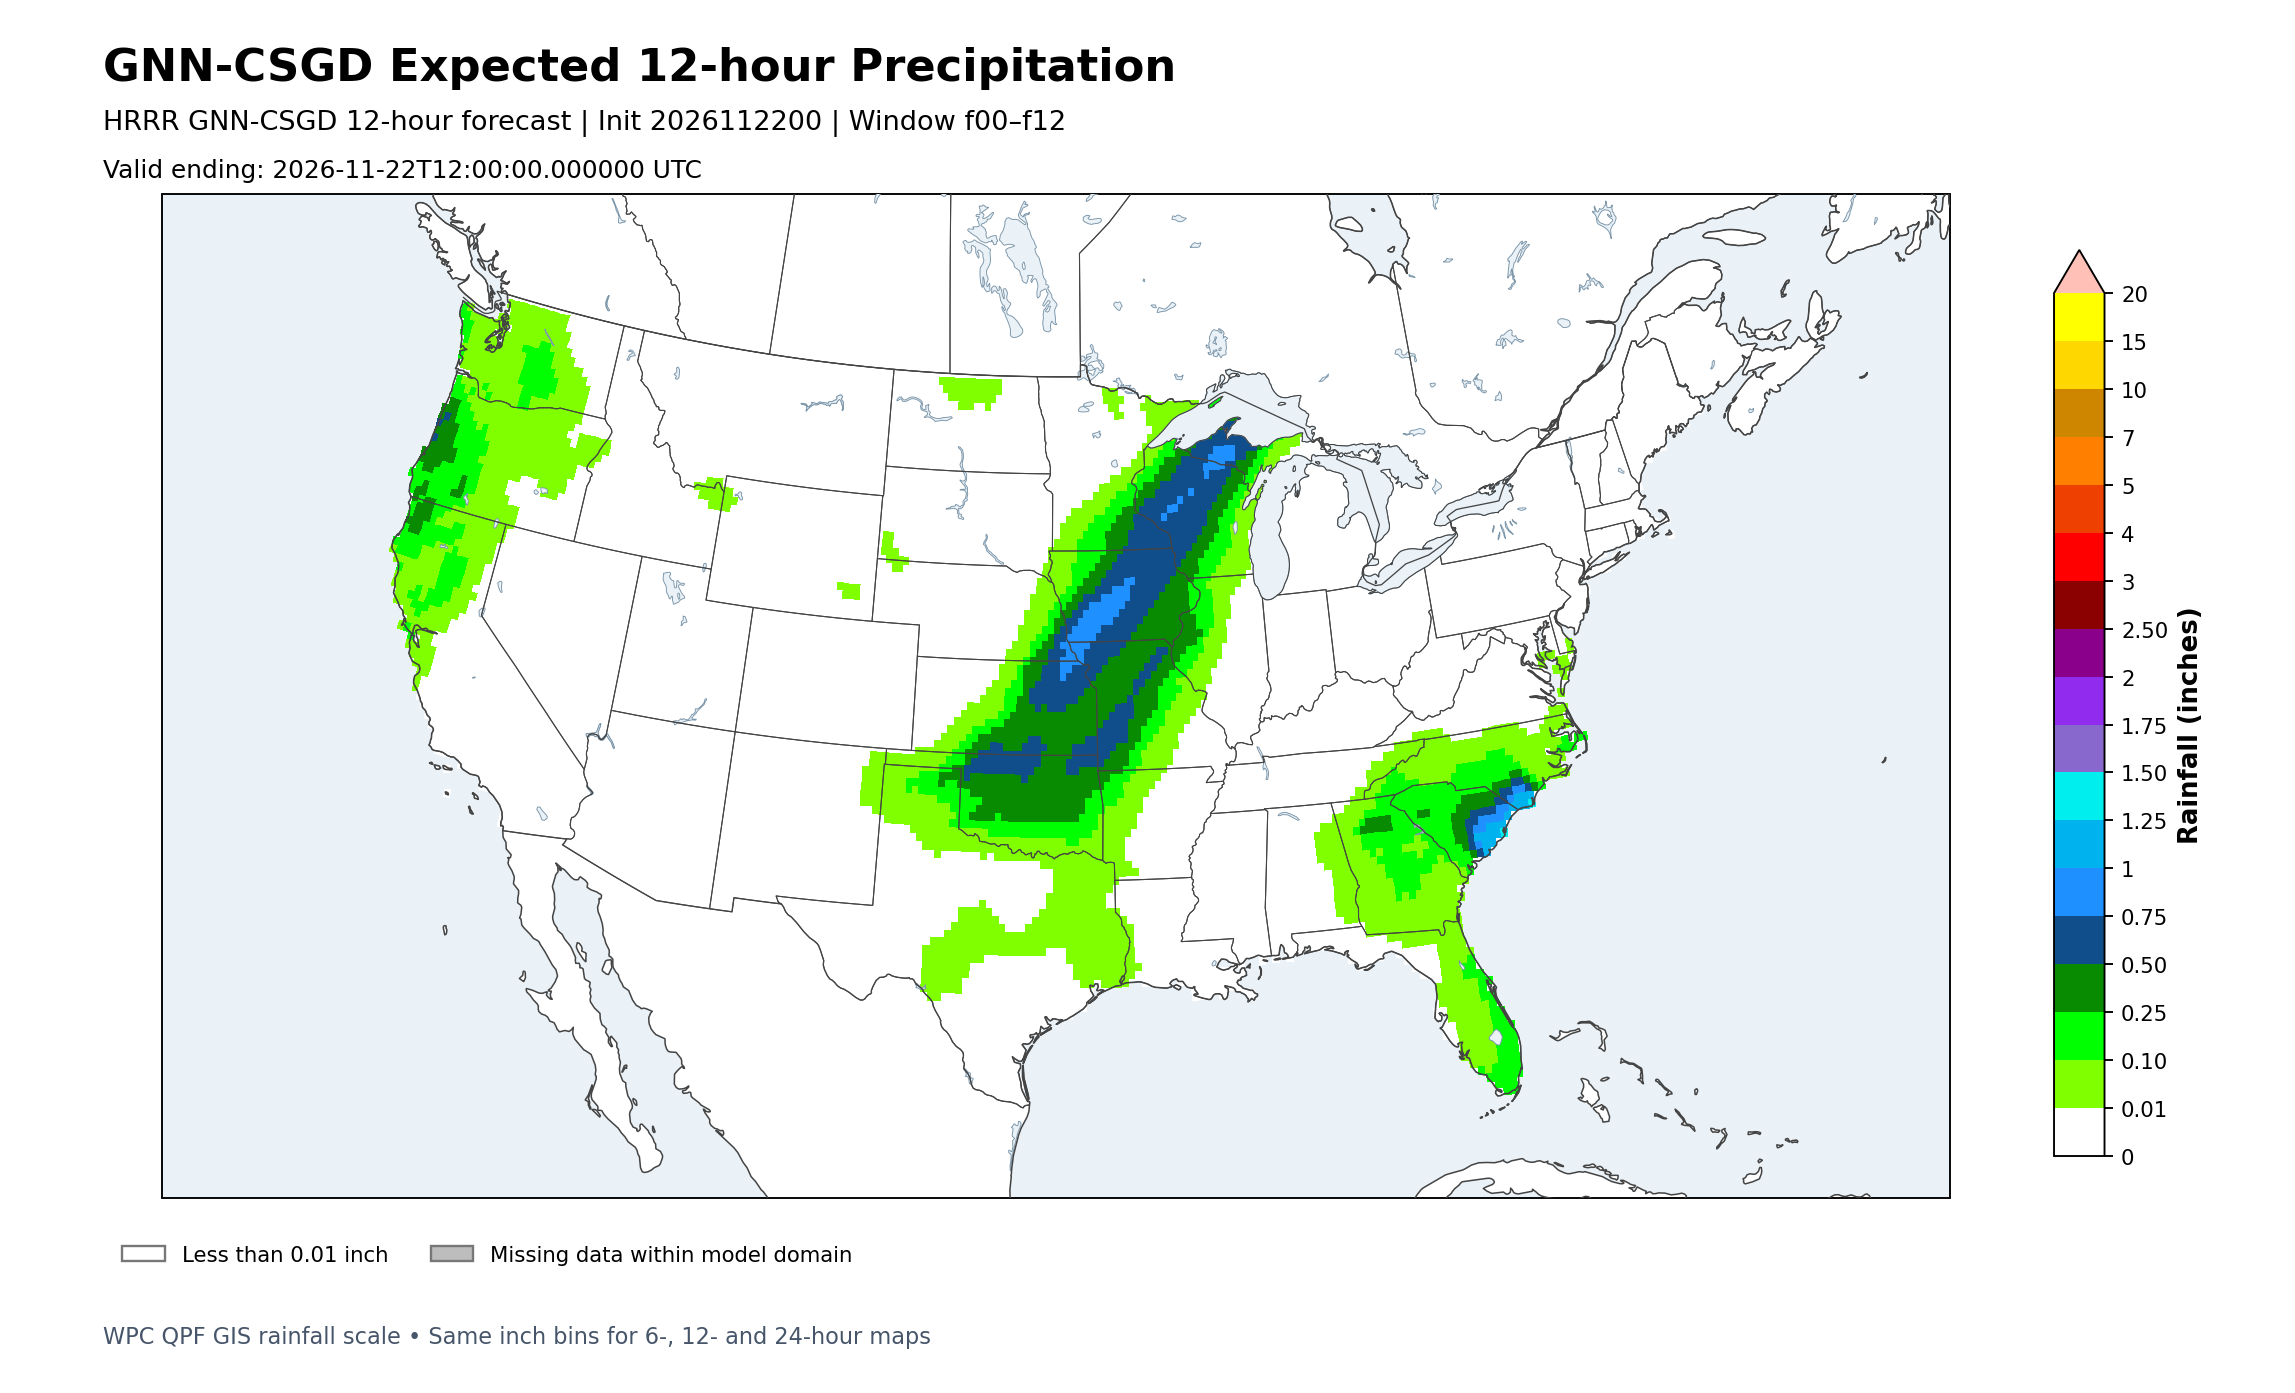 GNN-CSGD Expected 12-hour Precipitation
HRRR GNN-CSGD 12-hour forecast | Init 2026112200 | Window f00–f12
Valid ending: 2026-11-22T12:00:00.000000 UTC
20
15
10
7
5
4
3
2.50
2
1.75
1.50
1.25
1
0.75
0.50
0.25
0.10
0.01
0
Rainfall (inches)
Less than 0.01 inch
Missing data within model domain
WPC QPF GIS rainfall scale • Same inch bins for 6-, 12- and 24-hour maps